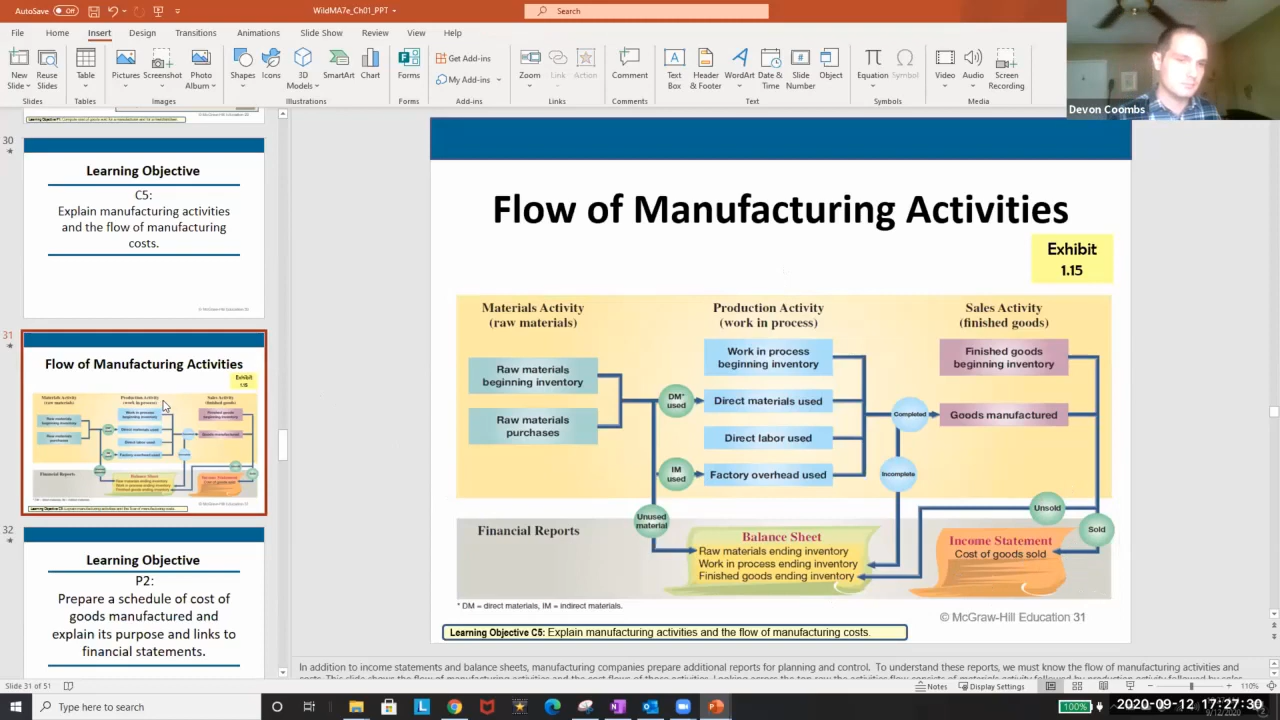 AutoSave Off WildMA7e_Ch01_PPT Search
File Home Insert Design Transitions Animations Slide Show Review View Help
New Slide Reuse Slides Table Pictures Screenshot Photo Album Shapes Icons 3D Models SmartArt Chart Forms Get Add-ins My Add-ins Zoom Link Action Comment Text Box Header & Footer WordArt Date & Time Slide Number Object Equation Symbol Video Audio Screen Recording
Slides Tables Images Illustrations Forms Add-ins Links Comments Text Symbols Media
Devon Coombs
30
Learning Objective
C5:
Explain manufacturing activities
and the flow of manufacturing
costs.
31
Flow of Manufacturing Activities
Exhibit
1.15
32
Learning Objective
P2:
Prepare a schedule of cost of
goods manufactured and
explain its purpose and links to
financial statements.
Flow of Manufacturing Activities
Exhibit
1.15
Materials Activity
(raw materials)
Production Activity
(work in process)
Sales Activity
(finished goods)
Raw materials
beginning inventory
Raw materials
purchases
DM*
used
IM
used
Unused
material
Work in process
beginning inventory
Direct materials used
Direct labor used
Factory overhead used
Completed
Incomplete
Finished goods
beginning inventory
Goods manufactured
Unsold
Sold
Financial Reports
Balance Sheet
Raw materials ending inventory
Work in process ending inventory
Finished goods ending inventory
Income Statement
Cost of goods sold
* DM = direct materials, IM = indirect materials.
© McGraw-Hill Education 31
Learning Objective C5: Explain manufacturing activities and the flow of manufacturing costs.
In addition to income statements and balance sheets, manufacturing companies prepare additional reports for planning and control. To understand these reports, we must know the flow of manufacturing activities and
Slide 31 of 51 Notes Display Settings 110%
Type here to search 100% 2020-09-12 17:27:30